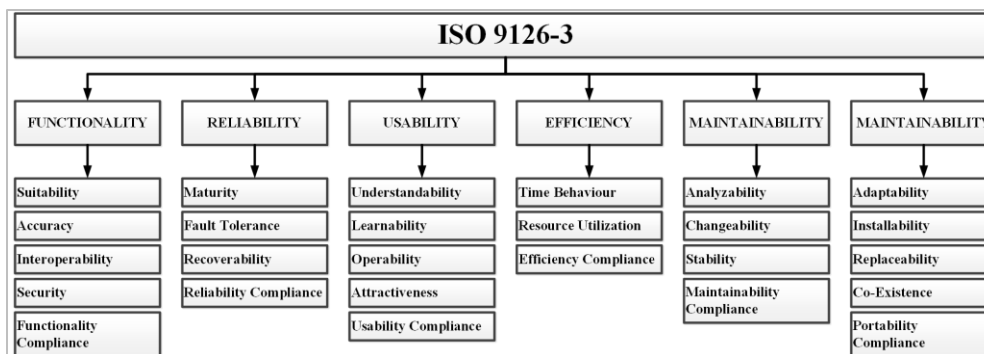 ISO 9126-3
FUNCTIONALITY
RELIABILITY
USABILITY
EFFICIENCY
MAINTAINABILITY
MAINTAINABILITY
Suitability
Accuracy
Interoperability
Security
Functionality
Compliance
Maturity
Fault Tolerance
Recoverability
Reliability Compliance
Understandability
Learnability
Operability
Attractiveness
Usability Compliance
Time Behaviour
Resource Utilization
Efficiency Compliance
Analyzability
Changeability
Stability
Maintainability
Compliance
Adaptability
Installability
Replaceability
Co-Existence
Portability
Compliance